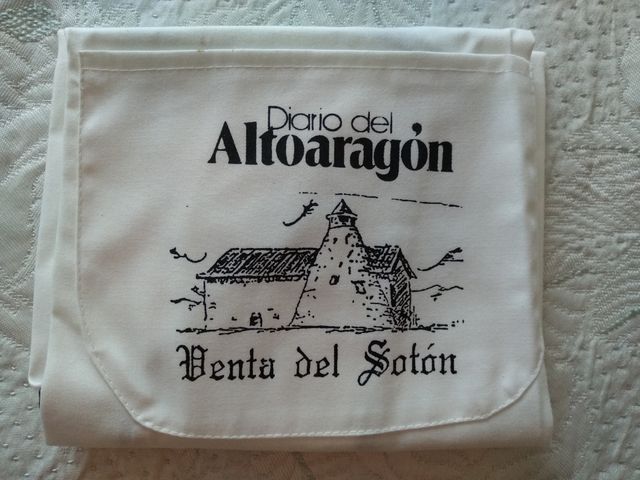 Diario del
Altoaragón
Venta del Sotón